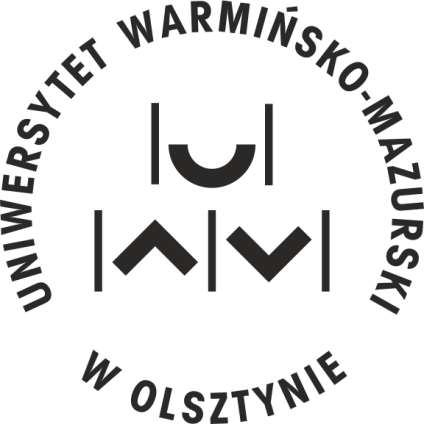 UNIWERSYTET WARMIŃSKO-MAZURSKI
W OLSZTYNIE